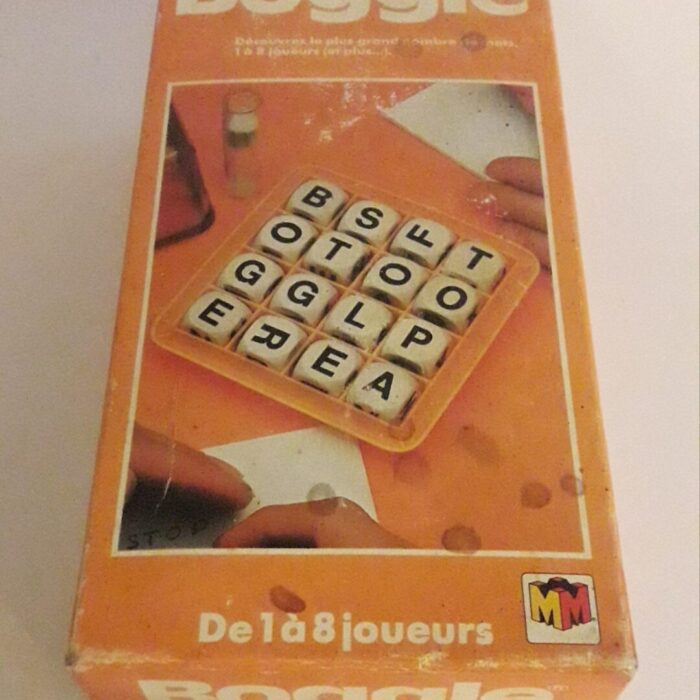 Boggle
Découvrez le plus grand nombre de mots.
1 à 8 joueurs (et plus...).
B S F T
O T O O
G G L P
E R E A
STOP
De 1 à 8 joueurs
MM
Boggle